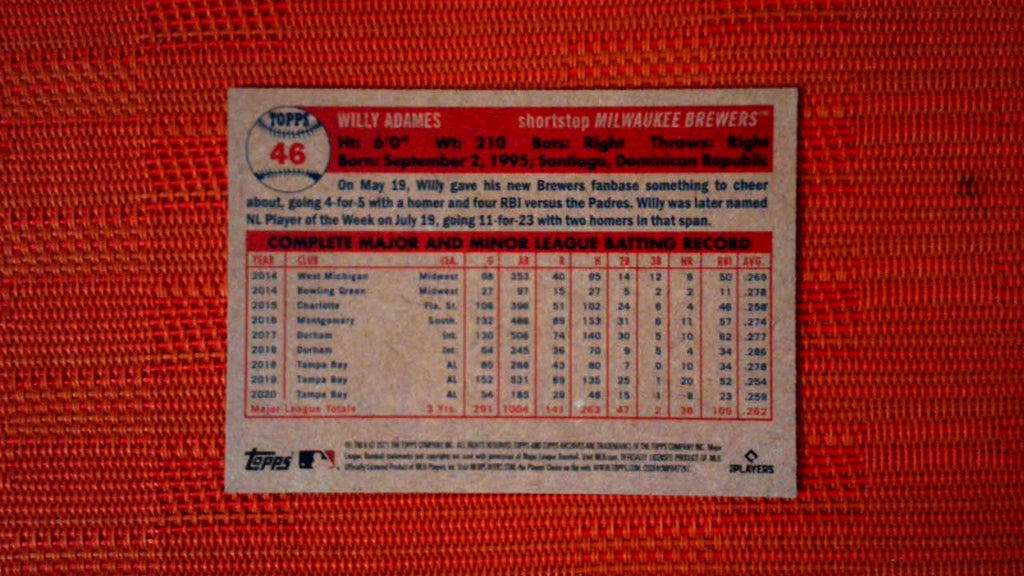 TOPPS
46
WILLY ADAMES shortstop MILWAUKEE BREWERS™
Ht: 6'0" Wt: 210 Bats: Right Throws: Right
Born: September 2, 1995; Santiago, Dominican Republic
On May 19, Willy gave his new Brewers fanbase something to cheer
about, going 4-for-5 with a homer and four RBI versus the Padres. Willy was later named
NL Player of the Week on July 19, going 11-for-23 with two homers in that span.
COMPLETE MAJOR AND MINOR LEAGUE BATTING RECORD
YEAR CLUB LEA. G AB R H 2B 3B HR RBI AVG.
2014 West Michigan Midwest 98 353 40 95 14 12 50 .269
2014 Bowling Green Midwest 27 97 15 27 5 2 2 11 .278
2015 Charlotte Fla. St. 106 396 51 102 24 6 4 46 .258
2016 Montgomery South. 132 486 89 133 31 6 11 57 .274
2017 Durham Int. 130 506 74 140 30 5 10 62 .277
2018 Durham Int. 64 245 36 70 9 5 4 34 .286
2018 Tampa Bay AL 85 288 43 80 7 0 10 34 .278
2019 Tampa Bay AL 152 531 69 135 25 1 20 52 .254
2020 Tampa Bay AL 54 185 29 48 15 1 8 23 .259
Major League Totals 3 Yrs. 291 1004 141 263 47 2 38 109 .262
topps
PLAYERS